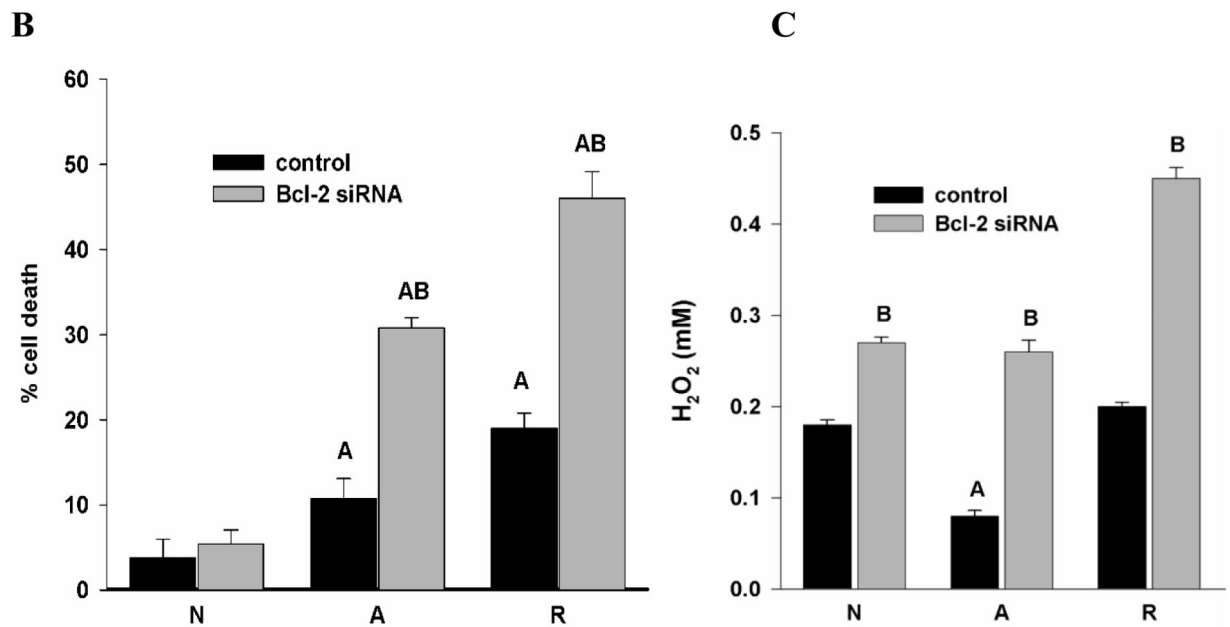 B
60
50
40
30
20
10
0
% cell death
control
Bcl-2 siRNA
A
AB
A
AB
N A R
C
0.5
0.4
0.3
0.2
0.1
0.0
H₂O₂ (mM)
control
Bcl-2 siRNA
B
A
B
B
N A R